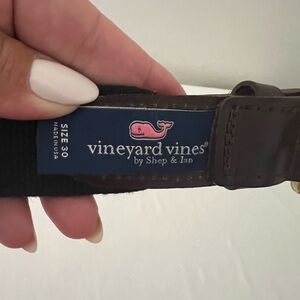 SIZE 30
MADE IN USA
vineyard vines®
by Shep & Ian